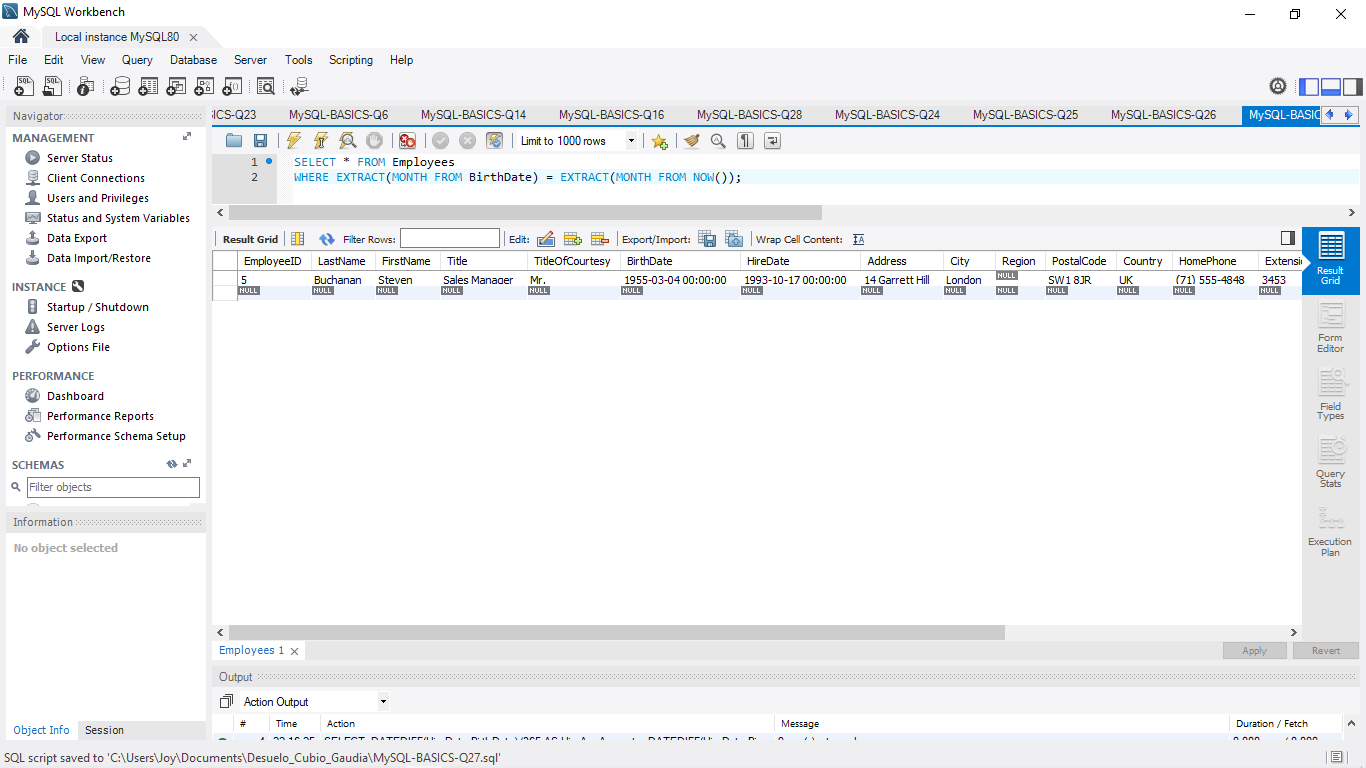 MySQL Workbench
Local instance MySQL80
File Edit View Query Database Server Tools Scripting Help
Navigator
MANAGEMENT
Server Status
Client Connections
Users and Privileges
Status and System Variables
Data Export
Data Import/Restore
INSTANCE
Startup / Shutdown
Server Logs
Options File
PERFORMANCE
Dashboard
Performance Reports
Performance Schema Setup
SCHEMAS
Filter objects
Information
No object selected
Object Info Session
ICS-Q23 MySQL-BASICS-Q6 MySQL-BASICS-Q14 MySQL-BASICS-Q16 MySQL-BASICS-Q28 MySQL-BASICS-Q24 MySQL-BASICS-Q25 MySQL-BASICS-Q26 MySQL-BASIC
Limit to 1000 rows
1 SELECT * FROM Employees
2 WHERE EXTRACT(MONTH FROM BirthDate) = EXTRACT(MONTH FROM NOW());
Result Grid Filter Rows: Edit: Export/Import: Wrap Cell Content:
EmployeeID LastName FirstName Title TitleOfCourtesy BirthDate HireDate Address City Region PostalCode Country HomePhone Extensi
5 Buchanan Steven Sales Manager Mr. 1955-03-04 00:00:00 1993-10-17 00:00:00 14 Garrett Hill London NULL SW1 8JR UK (71) 555-4848 3453
NULL NULL NULL NULL NULL NULL NULL NULL NULL NULL NULL NULL NULL NULL
Result
Grid
Form
Editor
Field
Types
Query
Stats
Execution
Plan
Employees 1 Apply Revert
Output
Action Output
# Time Action Message Duration / Fetch
SQL script saved to 'C:\Users\Joy\Documents\Desuelo_Cubio_Gaudia\MySQL-BASICS-Q27.sql'